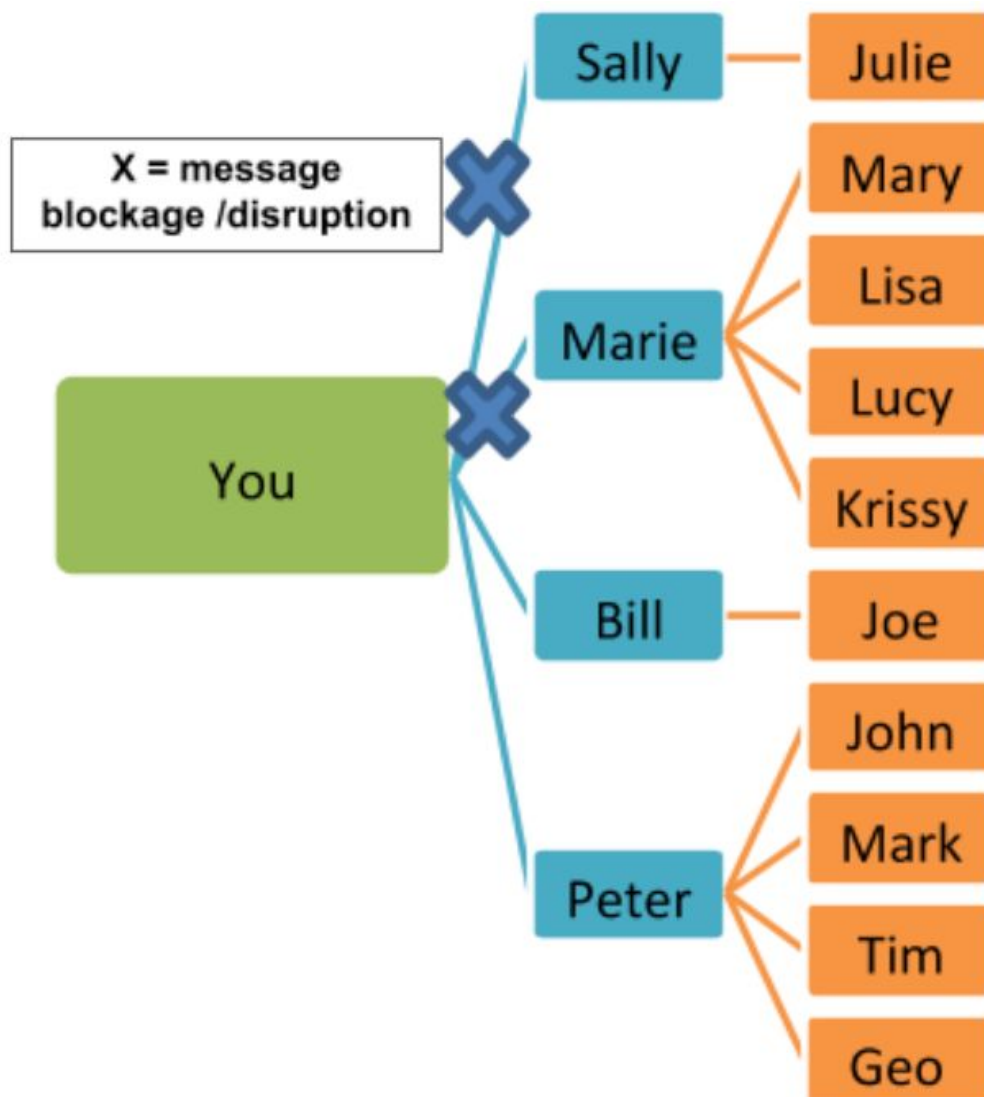 Sally
Julie
X = message
blockage /disruption
Mary
Lisa
Marie
Lucy
You
Krissy
Bill
Joe
John
Mark
Peter
Tim
Geo